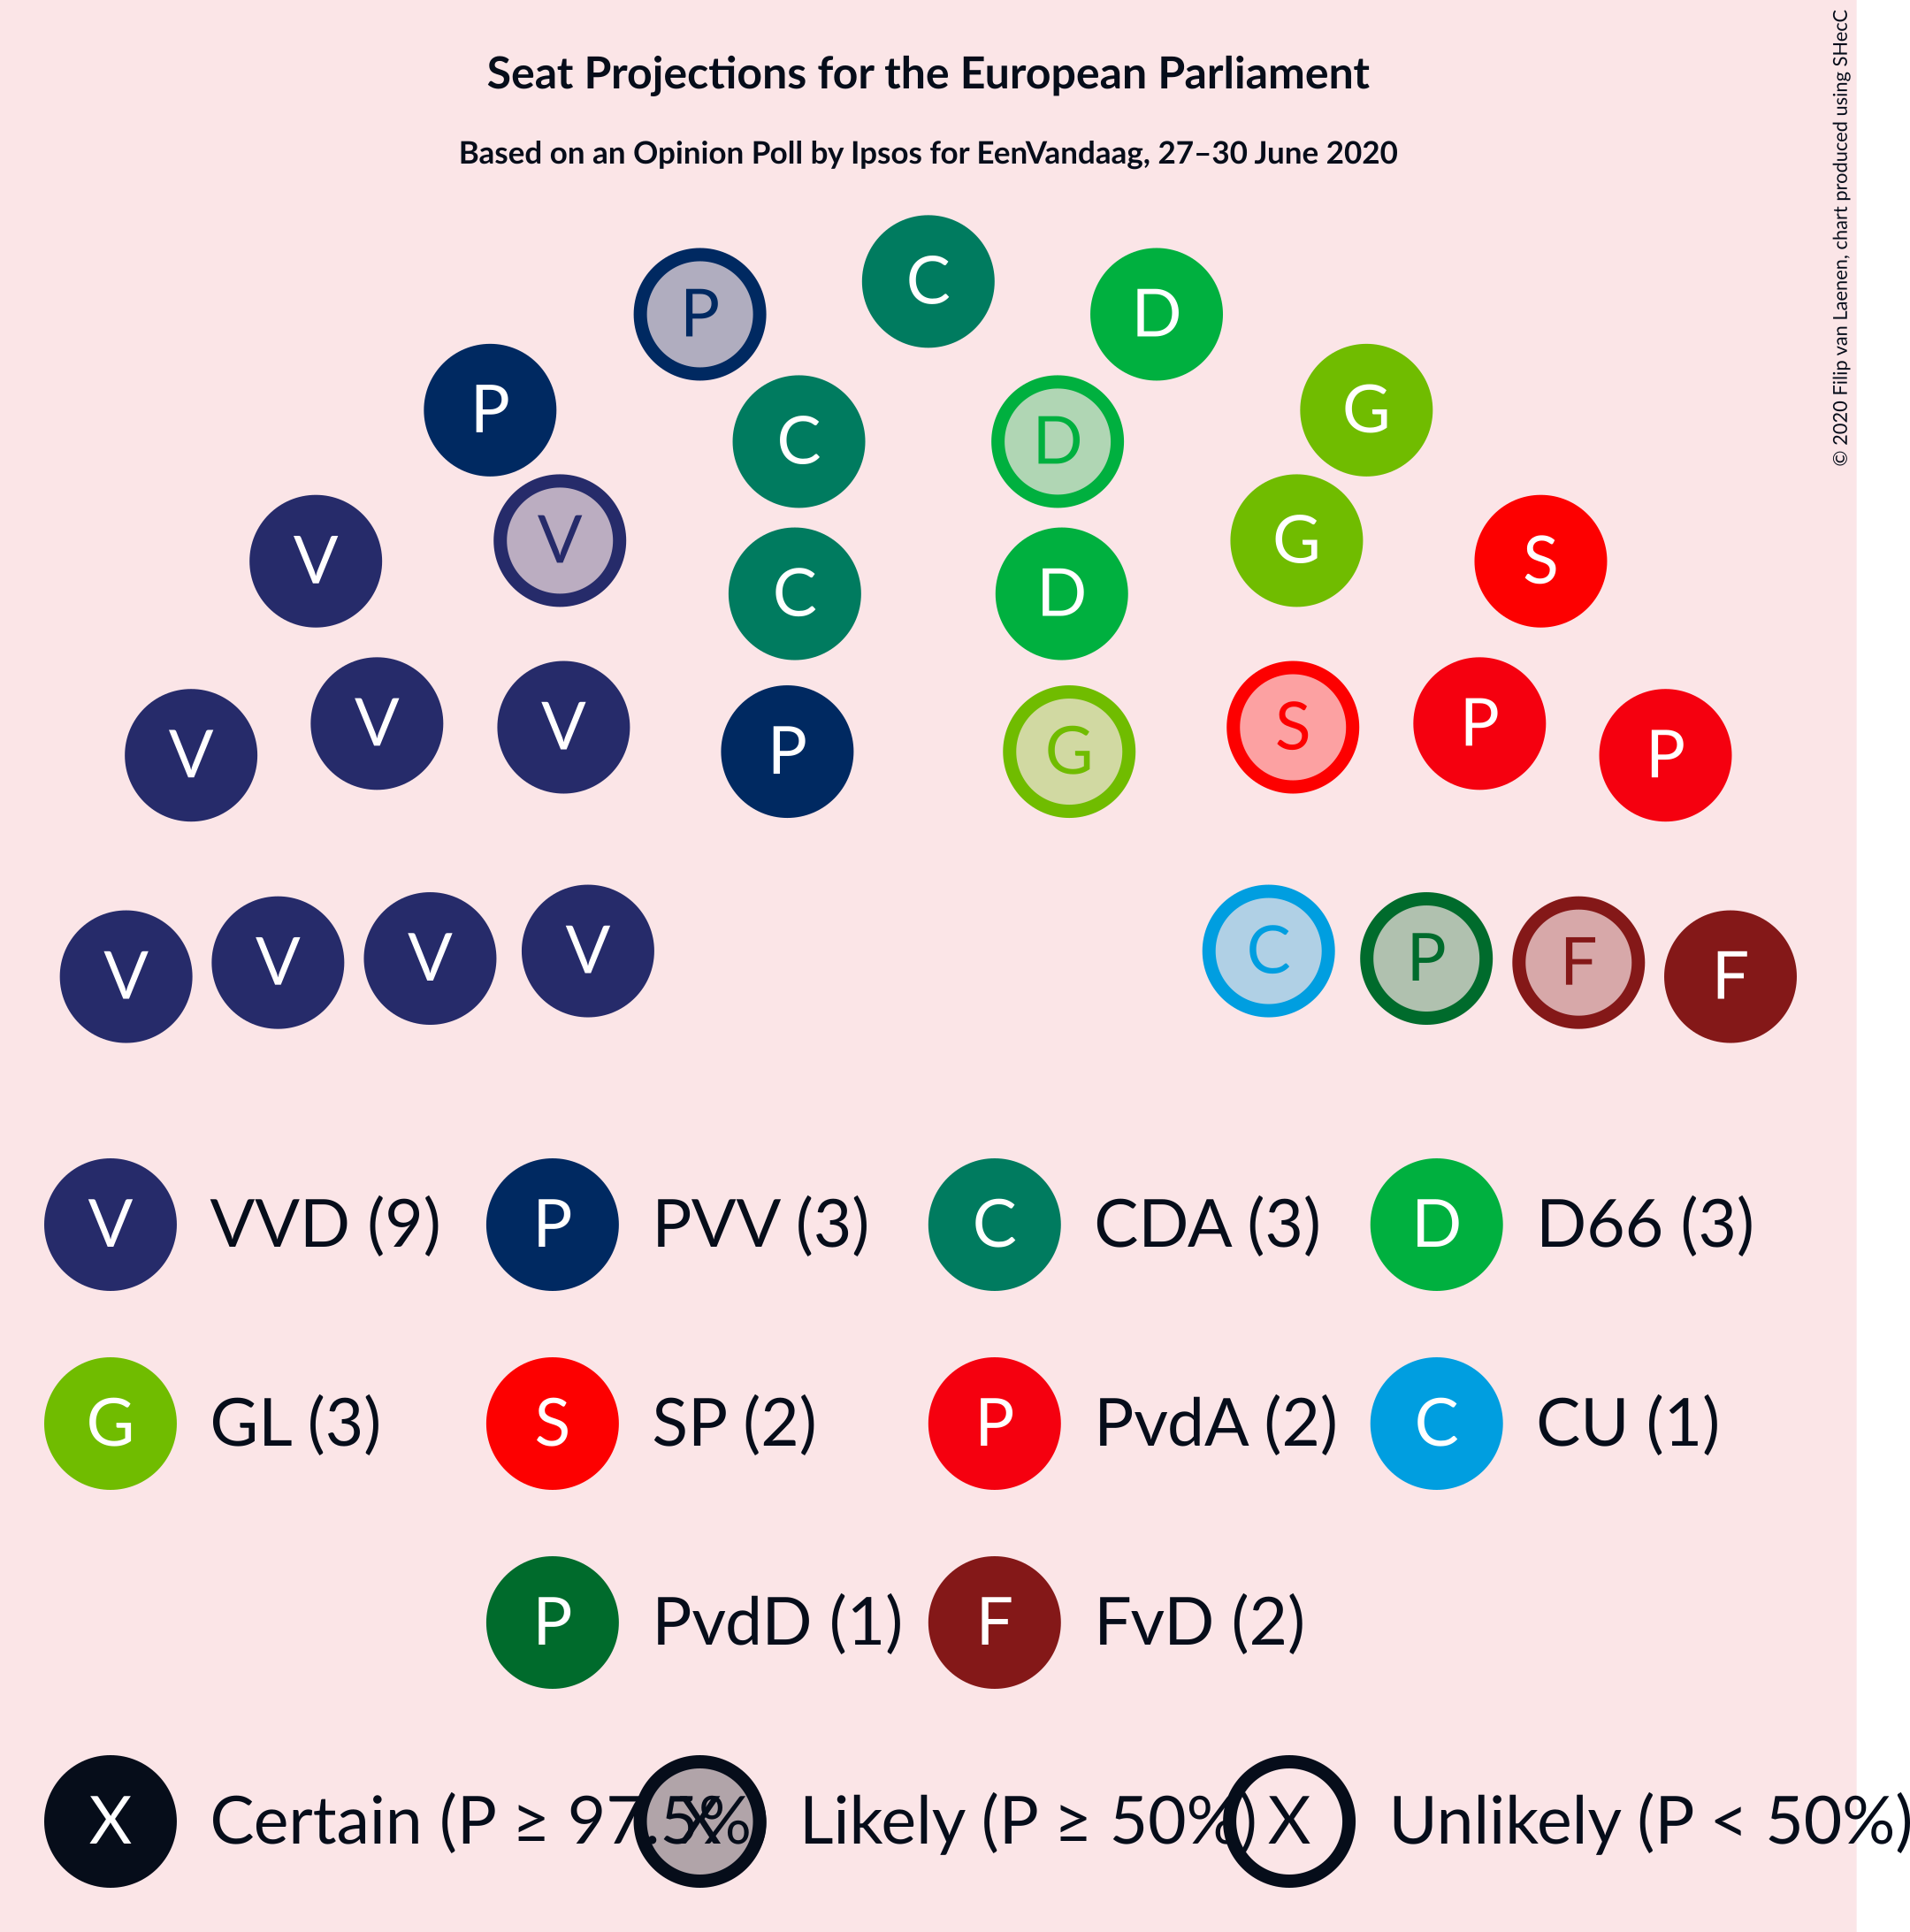 Seat Projections for the European Parliament
Based on an Opinion Poll by Ipsos for EenVandaag, 27–30 June 2020
© 2020 Filip van Laenen, chart produced using SHecC
C
P D
P G
C D
V V G S
C D
V V V P G S P P
V V V V C P F F
V VVD (9) P PVV (3) C CDA (3) D D66 (3)
G GL (3) S SP (2) P PvdA (2) C CU (1)
P PvdD (1) F FvD (2)
X Certain (P ≥ 97.5% X Likely (P ≥ 50%) X Unlikely (P < 50%)